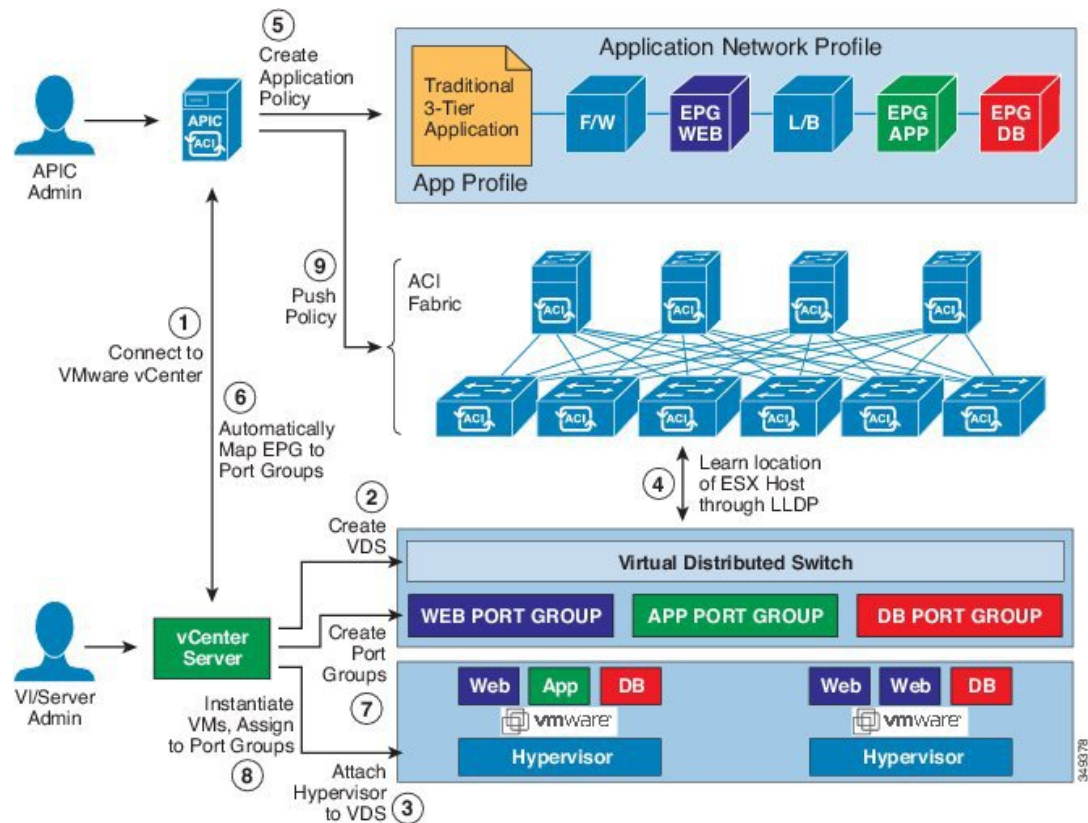 5
Create
Application
Policy
Application Network Profile
Traditional
3-Tier
Application
F/W
EPG
WEB
L/B
EPG
APP
EPG
DB
App Profile
APIC
ACI
APIC
Admin
9
Push
Policy
ACI
Fabric
ACI
ACI
ACI
ACI
ACI
ACI
ACI
ACI
ACI
ACI
1
Connect to
VMware vCenter
6
Automatically
Map EPG to
Port Groups
4
Learn location
of ESX Host
through LLDP
2
Create
VDS
Virtual Distributed Switch
WEB PORT GROUP
APP PORT GROUP
DB PORT GROUP
vCenter
Server
VI/Server
Admin
Create
Port
Groups
7
Instantiate
VMs, Assign
to Port Groups
8
Attach
Hypervisor
to VDS
3
Web
App
DB
vmware
Hypervisor
Web
Web
DB
vmware
Hypervisor
349378